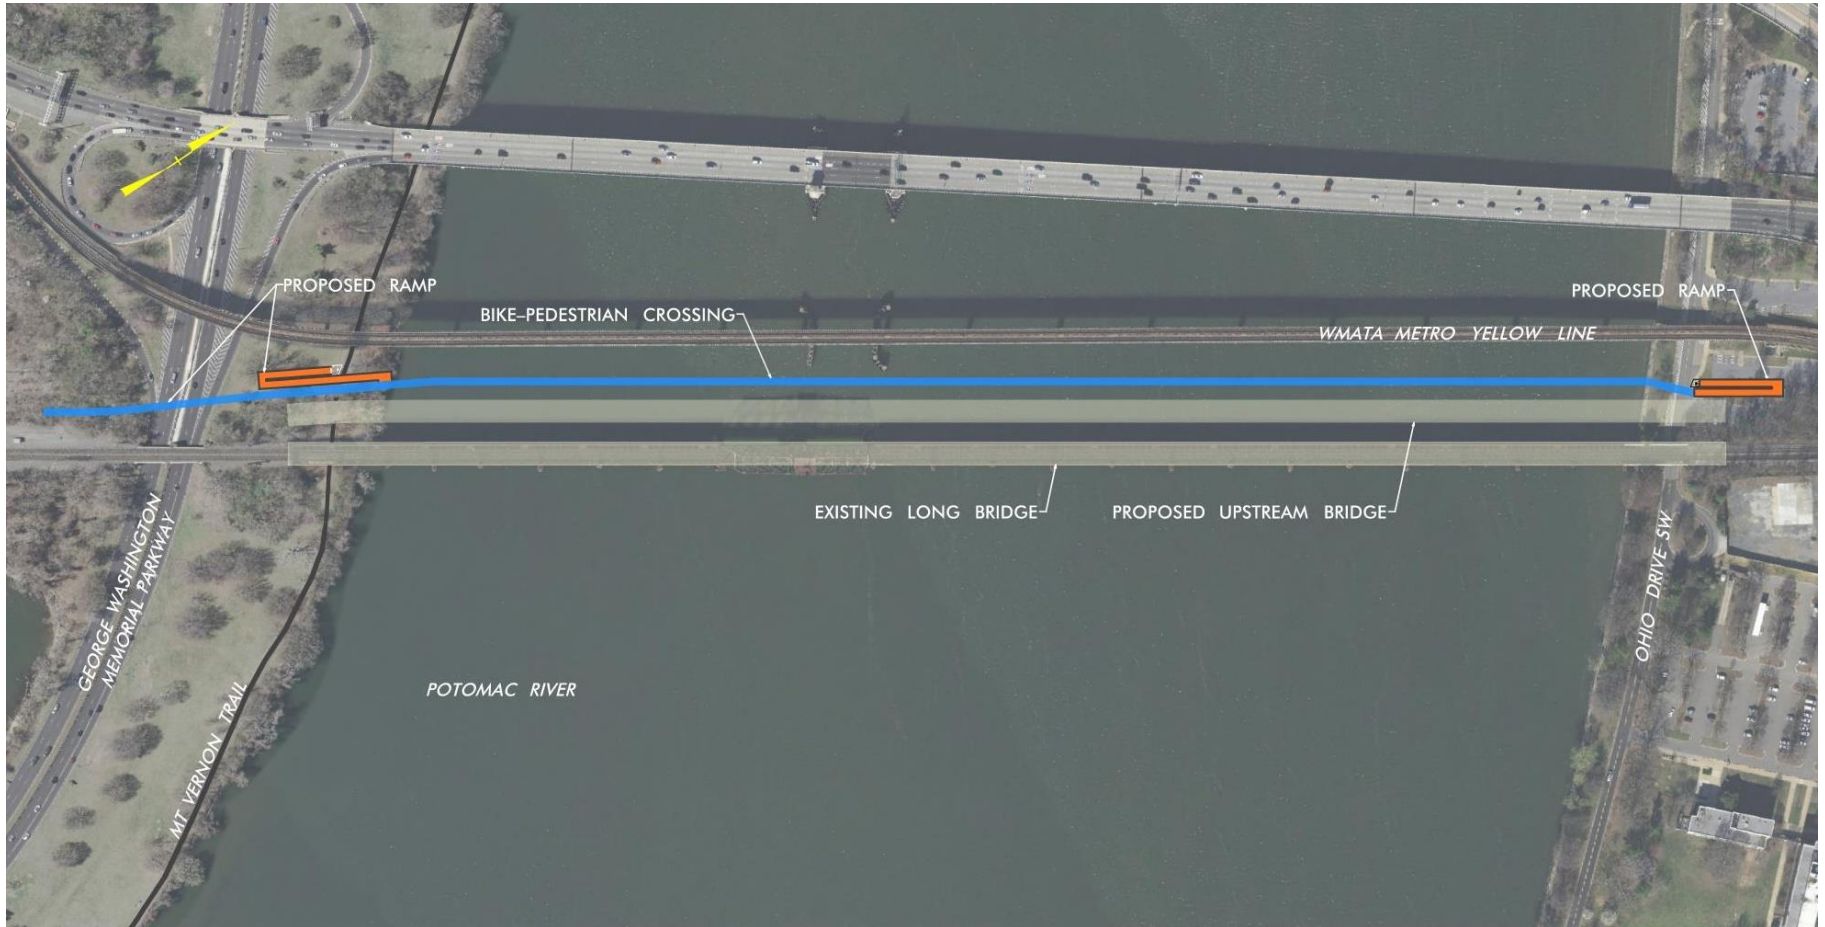 PROPOSED RAMP
BIKE-PEDESTRIAN CROSSING
PROPOSED RAMP
WMATA METRO YELLOW LINE
EXISTING LONG BRIDGE
PROPOSED UPSTREAM BRIDGE
GEORGE WASHINGTON
MEMORIAL PARKWAY
OHIO DRIVE SW
MT VERNON TRAIL
POTOMAC RIVER